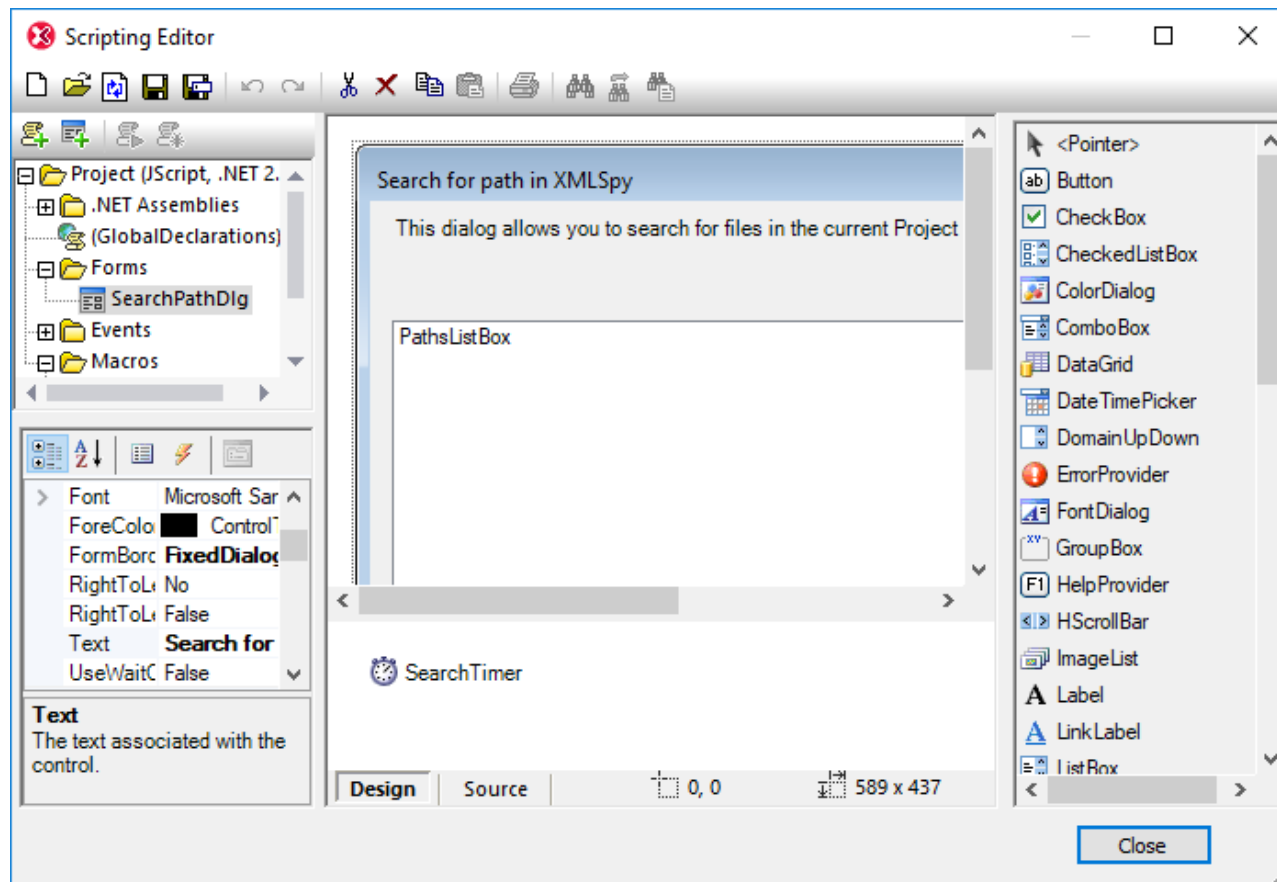 Scripting Editor
Project (JScript, .NET 2.
.NET Assemblies
(GlobalDeclarations)
Forms
SearchPathDlg
Events
Macros
Font Microsoft Sar
ForeColo Control
FormBorc FixedDialog
RightToL No
RightToL False
Text Search for
UseWaitC False
Text
The text associated with the
control.
Search for path in XMLSpy
This dialog allows you to search for files in the current Project
PathsListBox
SearchTimer
Design Source 0, 0 589 x 437
<Pointer>
ab Button
CheckBox
CheckedListBox
ColorDialog
ComboBox
DataGrid
DateTimePicker
DomainUpDown
ErrorProvider
FontDialog
GroupBox
F1 HelpProvider
HScrollBar
ImageList
A Label
A LinkLabel
ListBox
Close